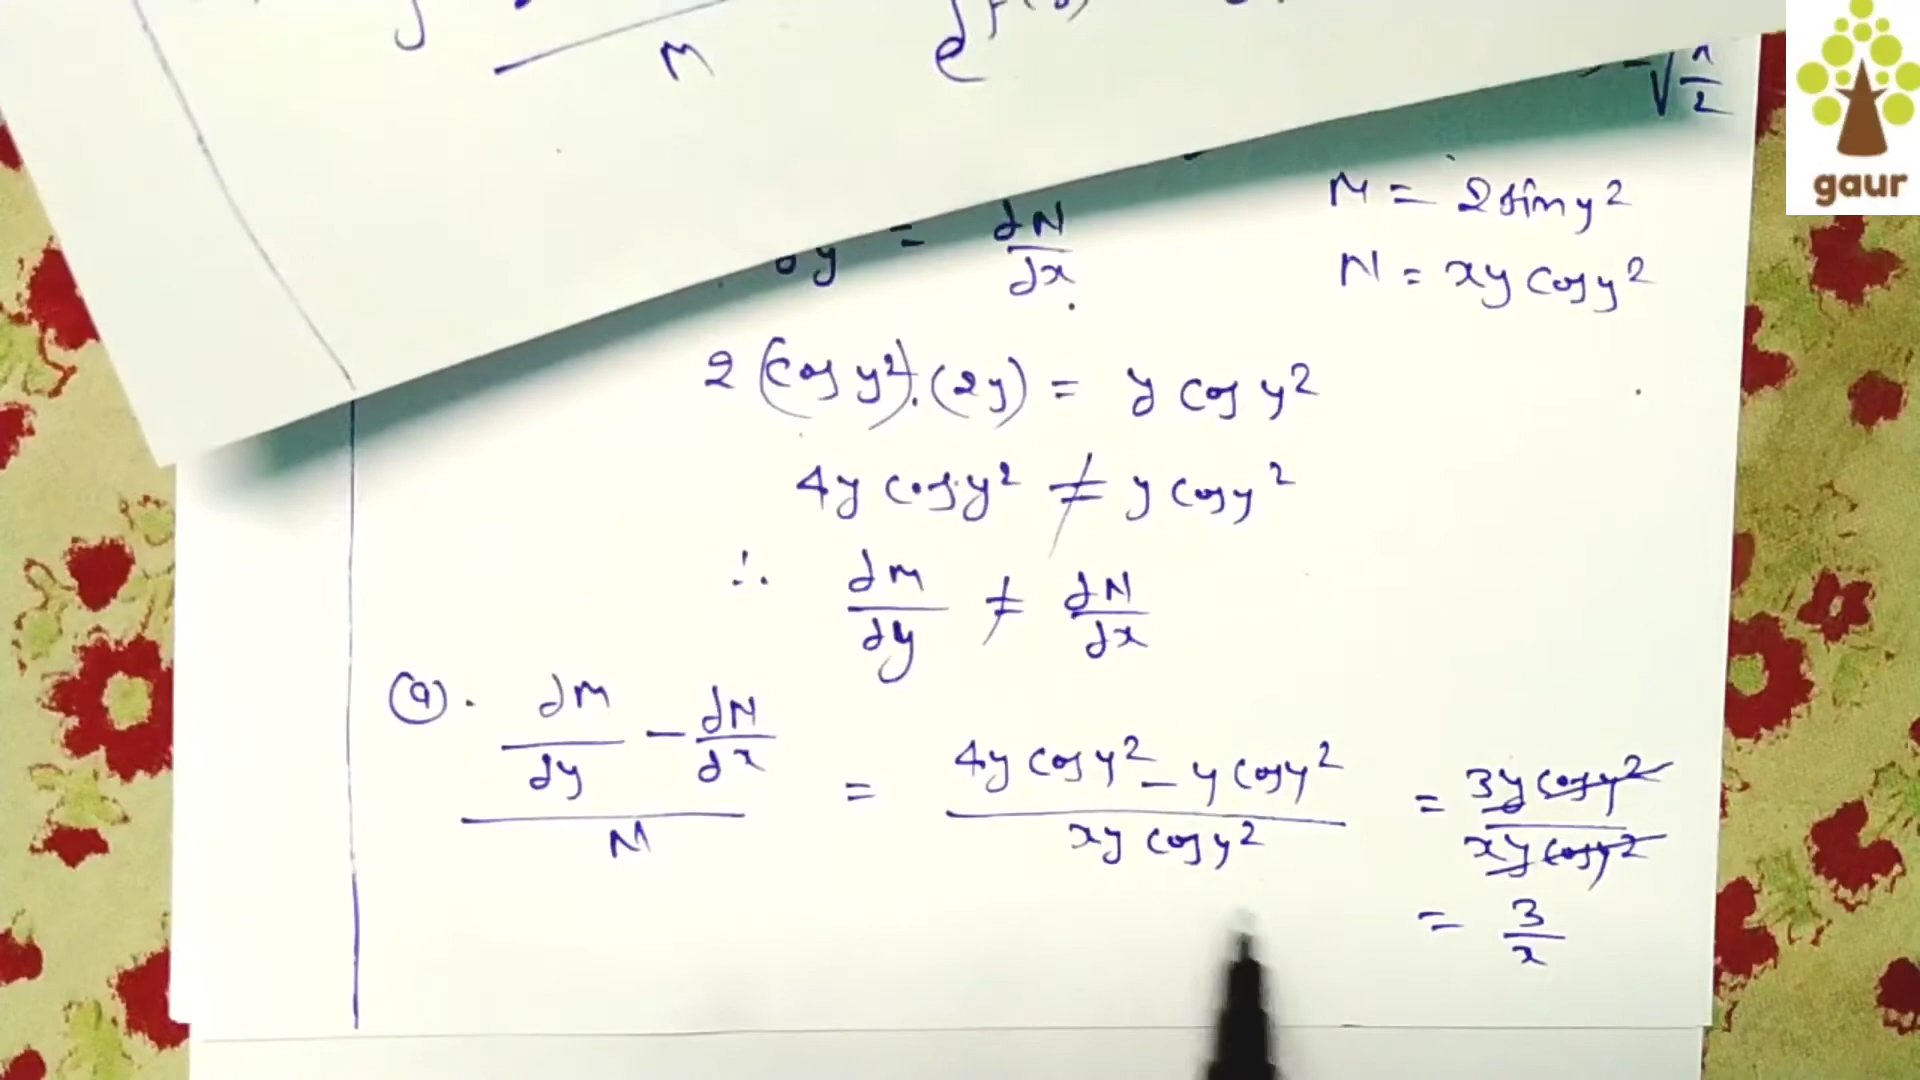 M
M = 2 sin y²
∂y = ∂N/∂x
N = xy cos y²
2 (cos y²).(2y) = y cos y²
4y cos y² ≠ y cos y²
∴ ∂M/∂y ≠ ∂N/∂x
(9). (∂M/∂y - ∂N/∂x)/N = (4y cos y² - y cos y²)/(xy cos y²) = (3y cos y²)/(xy cos y²)
= 3/x
gaur